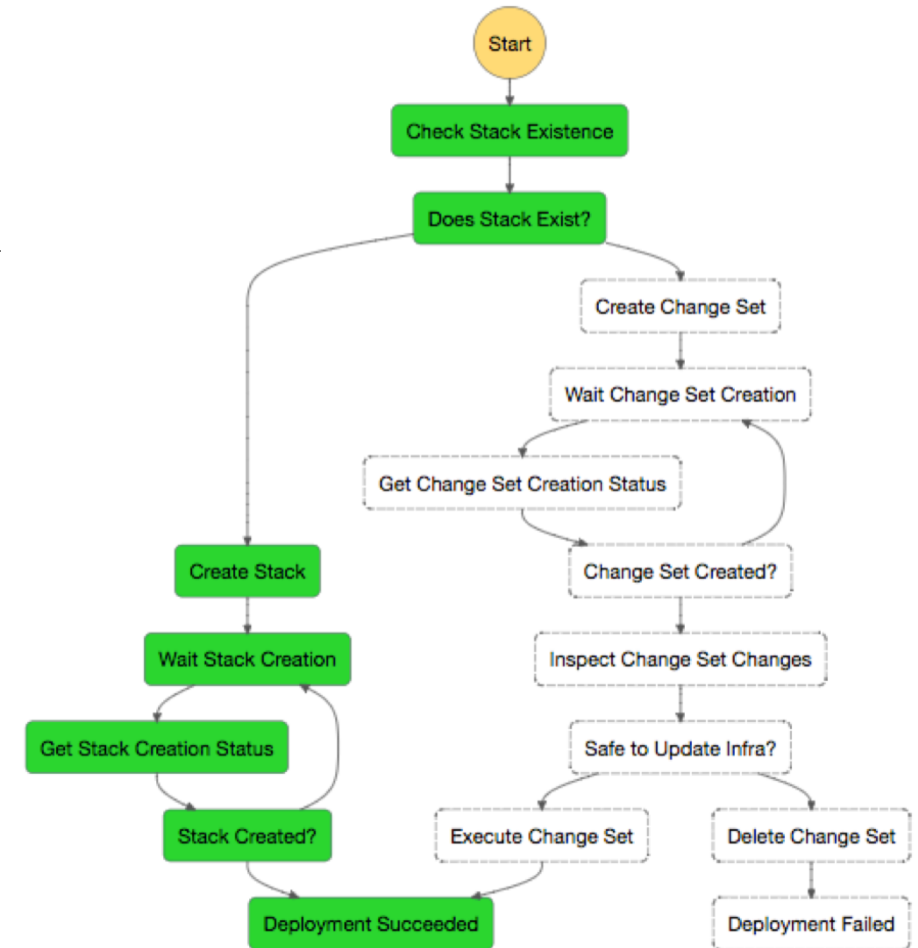 Start
Check Stack Existence
Does Stack Exist?
Create Change Set
Wait Change Set Creation
Get Change Set Creation Status
Create Stack
Change Set Created?
Wait Stack Creation
Inspect Change Set Changes
Get Stack Creation Status
Safe to Update Infra?
Stack Created?
Execute Change Set
Delete Change Set
Deployment Succeeded
Deployment Failed